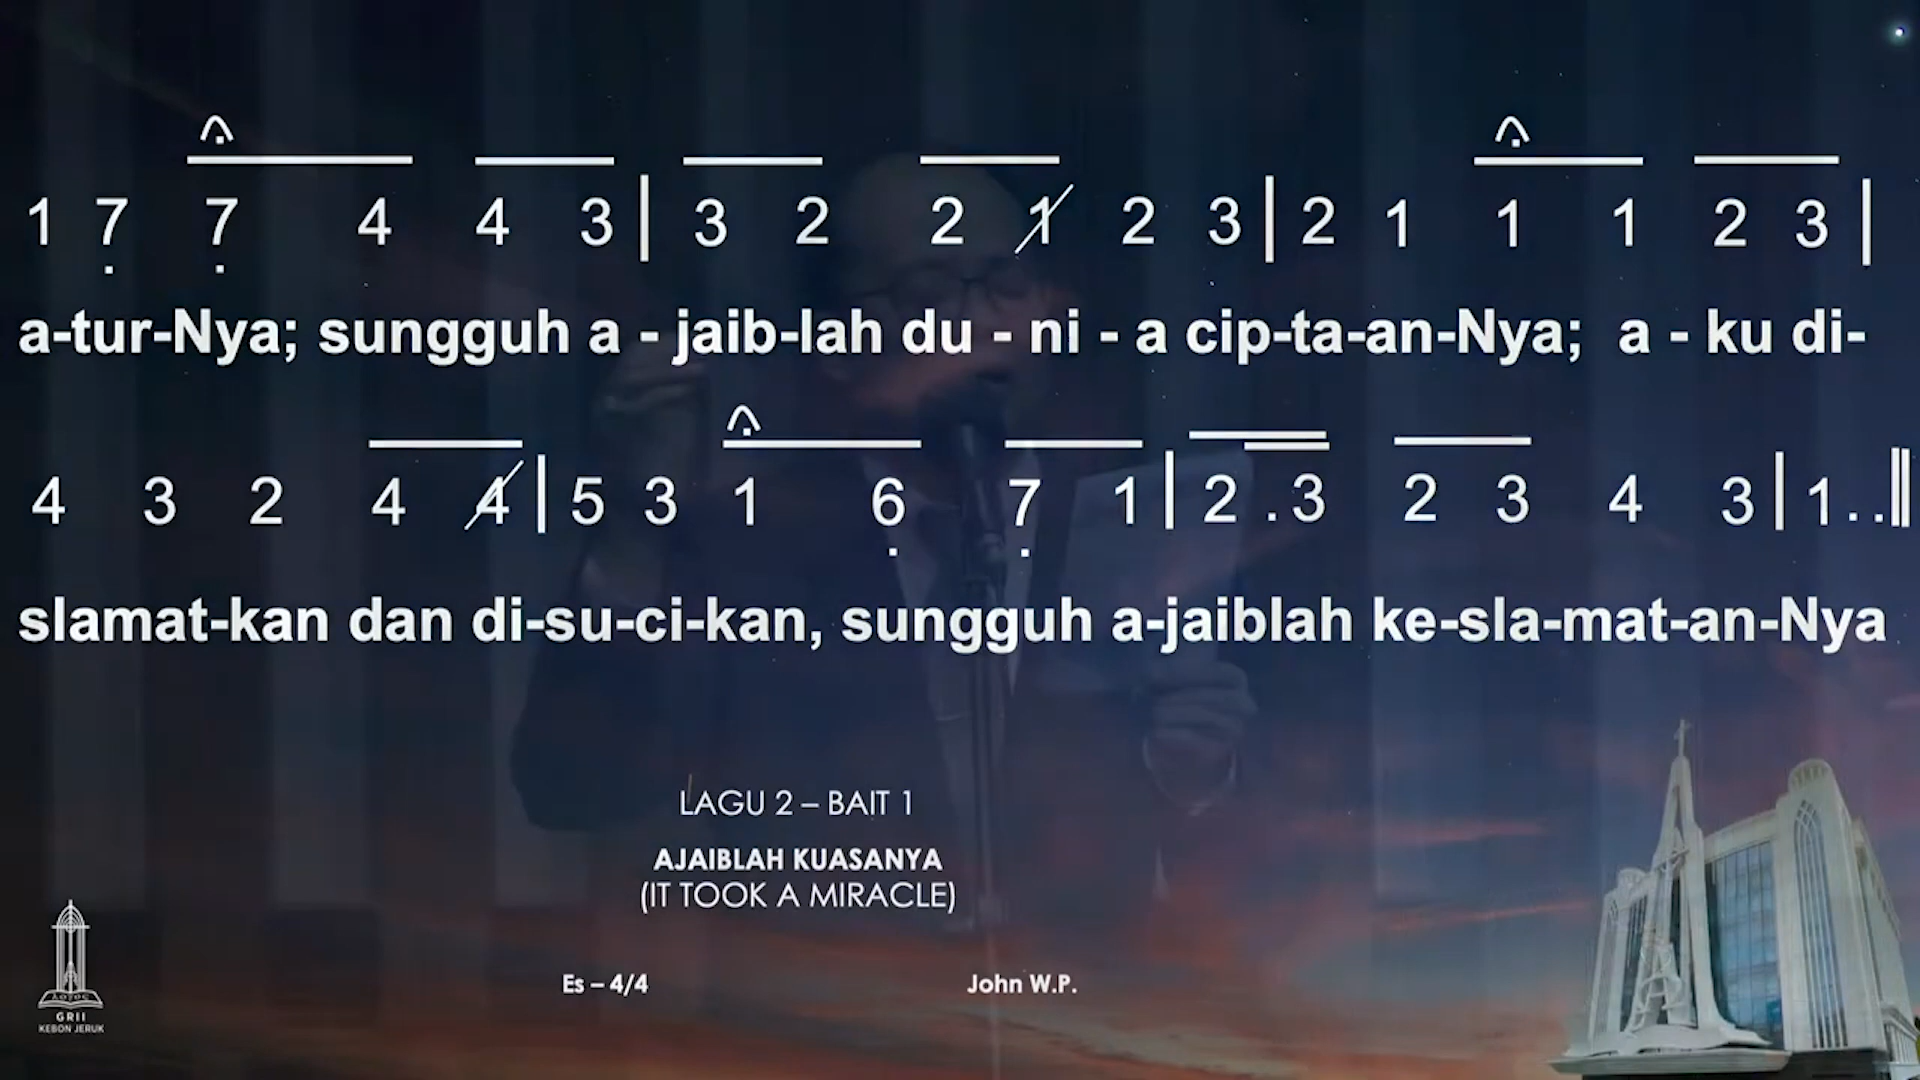 1 7 7 4 4 3 | 3 2 2 1 2 3 | 2 1 1 1 2 3 |
a-tur-Nya; sungguh a - jaib-lah du - ni - a cip-ta-an-Nya; a - ku di-
4 3 2 4 4 | 5 3 1 6 7 1 | 2 . 3 2 3 4 3 | 1 . . ||
slamat-kan dan di-su-ci-kan, sungguh a-jaiblah ke-sla-mat-an-Nya
LAGU 2 – BAIT 1
AJAIBLAH KUASANYA
(IT TOOK A MIRACLE)
Es – 4/4 John W.P.
ΛΟΓΟΣ
GRII
KEBON JERUK